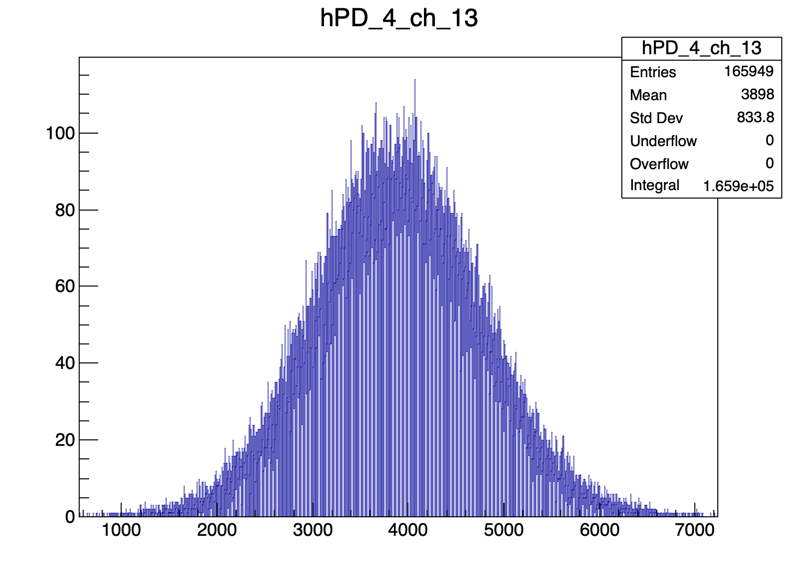 hPD_4_ch_13
hPD_4_ch_13
Entries 165949
Mean 3898
Std Dev 833.8
Underflow 0
Overflow 0
Integral 1.659e+05
100
80
60
40
20
0
1000 2000 3000 4000 5000 6000 7000